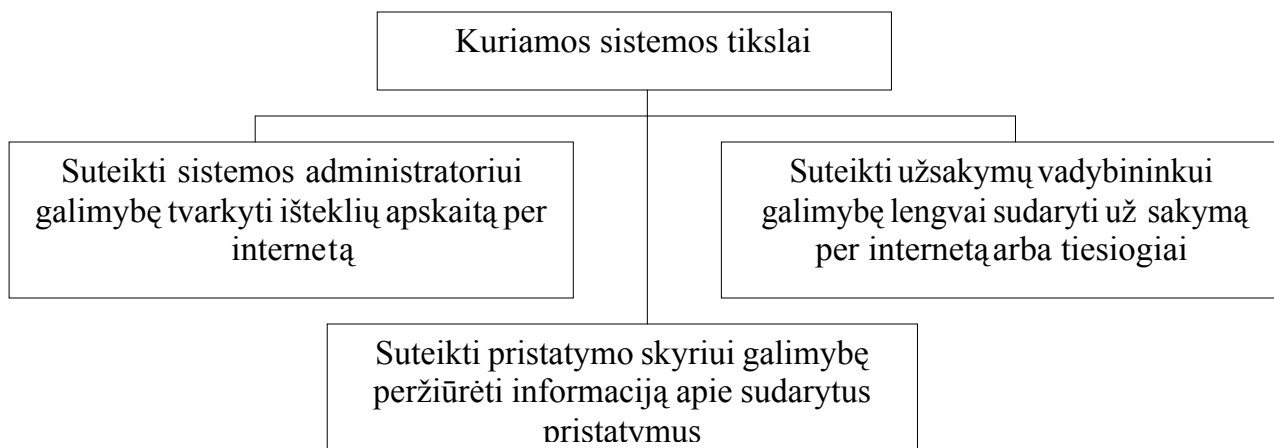 Kuriamos sistemos tikslai
Suteikti sistemos administratoriui
galimybę tvarkyti išteklių apskaitą per
internetą
Suteikti užsakymų vadybininkui
galimybę lengvai sudaryti už sakymą
per internetą arba tiesiogiai
Suteikti pristatymo skyriui galimybę
peržiūrėti informaciją apie sudarytus
pristatymus